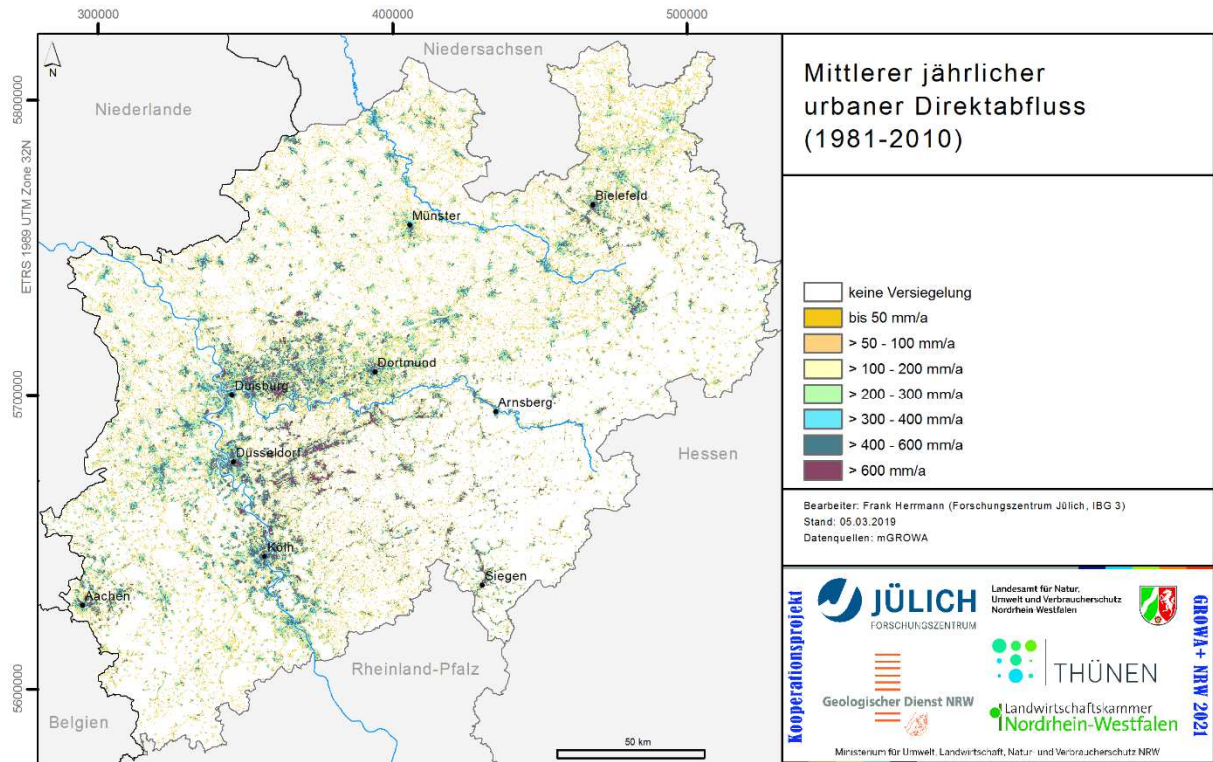 300000
400000
500000
5800000
5700000
5600000
ETRS 1989 UTM Zone 32N
N
Niedersachsen
Niederlande
Bielefeld
Münster
Dortmund
Duisburg
Arnsberg
Düsseldorf
Hessen
Köln
Siegen
Aachen
Rheinland-Pfalz
Belgien
50 km
Mittlerer jährlicher
urbaner Direktabfluss
(1981-2010)
keine Versiegelung
bis 50 mm/a
> 50 - 100 mm/a
> 100 - 200 mm/a
> 200 - 300 mm/a
> 300 - 400 mm/a
> 400 - 600 mm/a
> 600 mm/a
Bearbeiter: Frank Herrmann (Forschungszentrum Jülich, IBG 3)
Stand: 05.03.2019
Datenquellen: mGROWA
Kooperationsprojekt
JÜLICH
FORSCHUNGSZENTRUM
Landesamt für Natur,
Umwelt und Verbraucherschutz
Nordrhein-Westfalen
Geologischer Dienst NRW
THÜNEN
Landwirtschaftskammer
Nordrhein-Westfalen
GROWA+ NRW 2021
Ministerium für Umwelt, Landwirtschaft, Natur- und Verbraucherschutz NRW